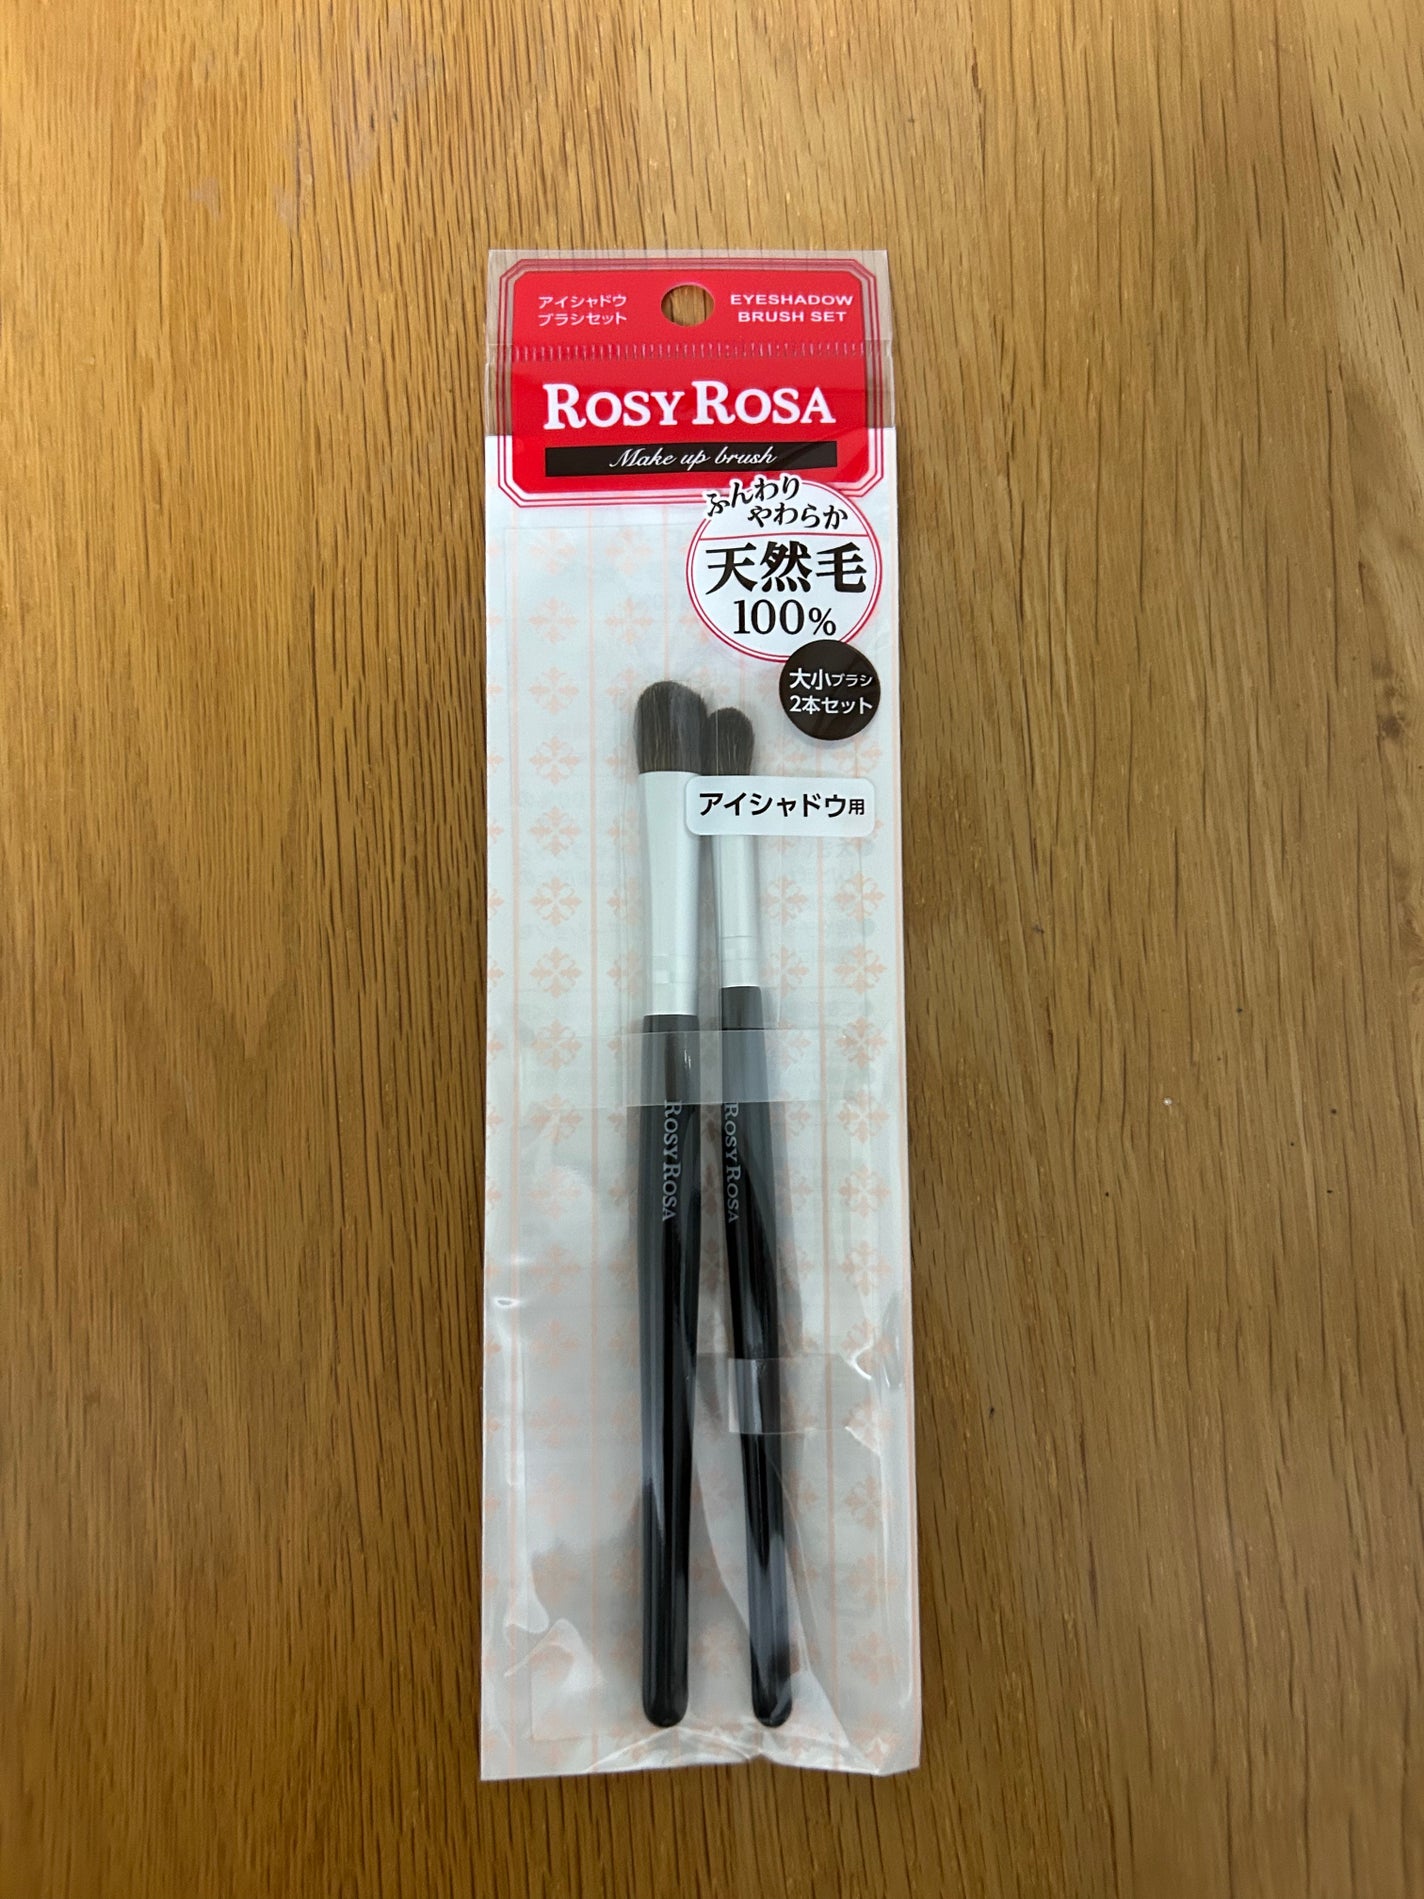 アイシャドウ
ブラシセット
EYESHADOW
BRUSH SET
ROSY ROSA
Make up brush
ふんわり
やわらか
天然毛
100%
大小ブラシ
2本セット
アイシャドウ用
ROSY ROSA
ROSY ROSA